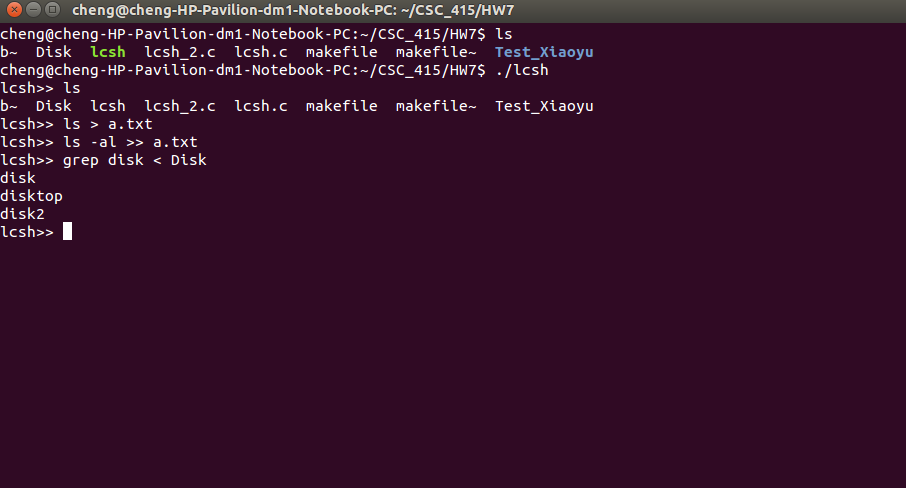 cheng@cheng-HP-Pavilion-dm1-Notebook-PC: ~/CSC_415/HW7
cheng@cheng-HP-Pavilion-dm1-Notebook-PC:~/CSC_415/HW7$ ls
b~  Disk  lcsh  lcsh_2.c  lcsh.c  makefile  makefile~  Test_Xiaoyu
cheng@cheng-HP-Pavilion-dm1-Notebook-PC:~/CSC_415/HW7$ ./lcsh
lcsh>> ls
b~  Disk  lcsh  lcsh_2.c  lcsh.c  makefile  makefile~  Test_Xiaoyu
lcsh>> ls > a.txt
lcsh>> ls -al >> a.txt
lcsh>> grep disk < Disk
disk
disktop
disk2
lcsh>>